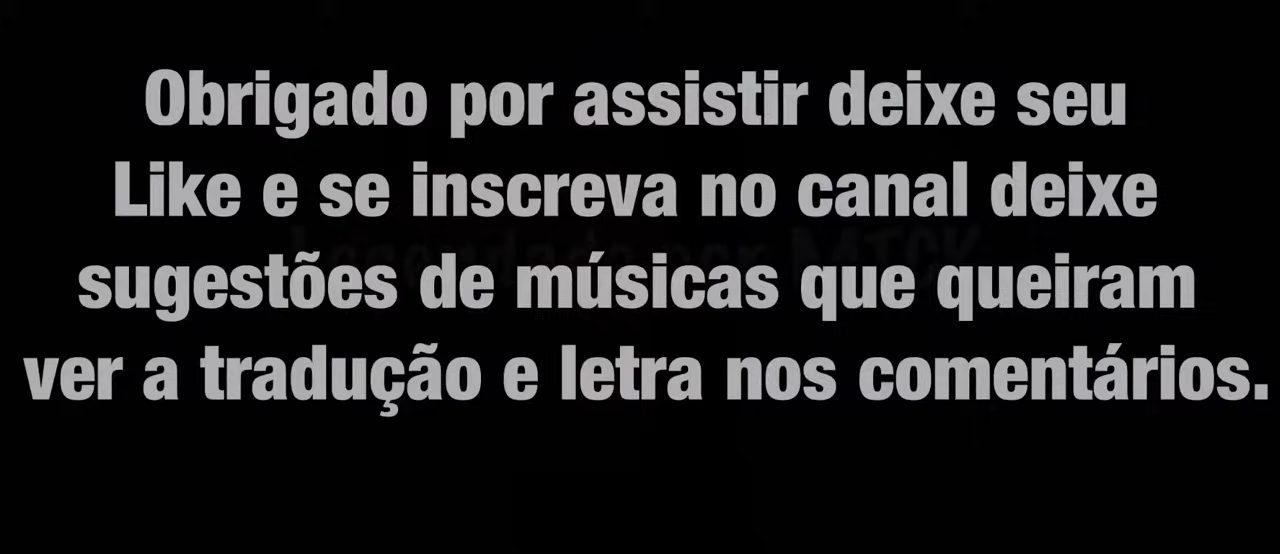 Obrigado por assistir deixe seu
Like e se inscreva no canal deixe
sugestões de músicas que queiram
ver a tradução e letra nos comentários.